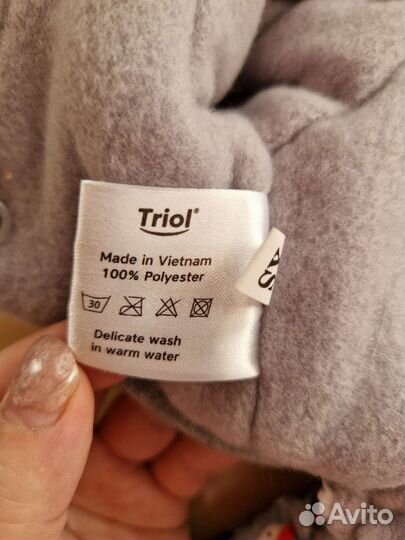 Triol®
Made in Vietnam
100% Polyester
30
Delicate wash
in warm water
Avito